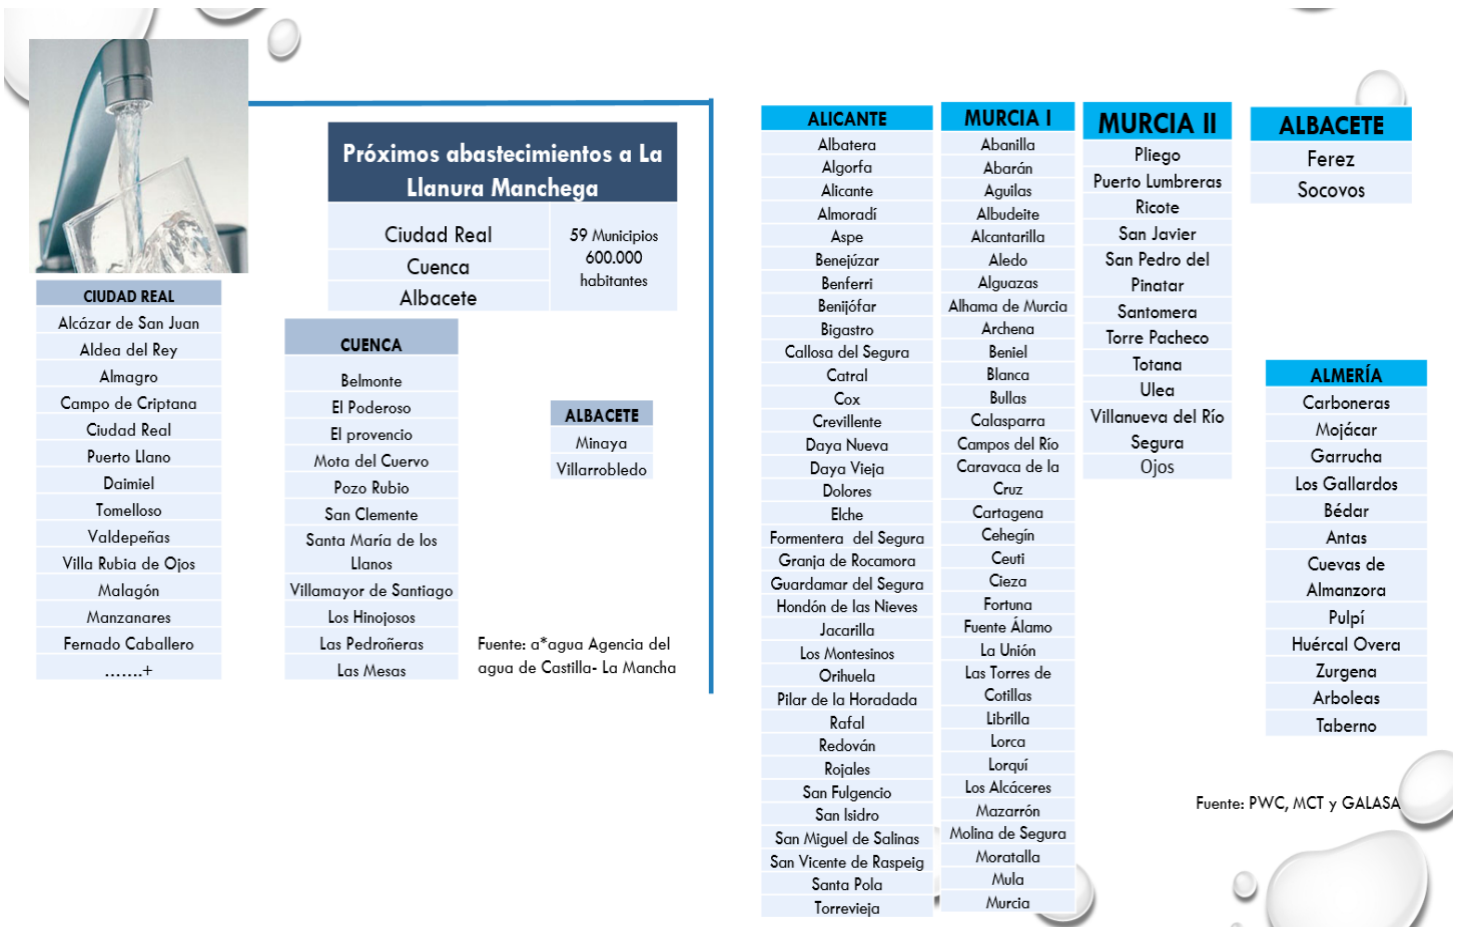 Próximos abastecimientos a La
Llanura Manchega
Ciudad Real
Cuenca
Albacete
59 Municipios
600.000
habitantes
CIUDAD REAL
Alcázar de San Juan
Aldea del Rey
Almagro
Campo de Criptana
Ciudad Real
Puerto Llano
Daimiel
Tomelloso
Valdepeñas
Villa Rubia de Ojos
Malagón
Manzanares
Fernado Caballero
.......+
CUENCA
Belmonte
El Poderoso
El provencio
Mota del Cuervo
Pozo Rubio
San Clemente
Santa María de los
Llanos
Villamayor de Santiago
Los Hinojosos
Las Pedroñeras
Las Mesas
ALBACETE
Minaya
Villarrobledo
Fuente: a*agua Agencia del
agua de Castilla- La Mancha
ALICANTE
Albatera
Algorfa
Alicante
Almoradí
Aspe
Benejúzar
Benferri
Benijófar
Bigastro
Callosa del Segura
Catral
Cox
Crevillente
Daya Nueva
Daya Vieja
Dolores
Elche
Formentera del Segura
Granja de Rocamora
Guardamar del Segura
Hondón de las Nieves
Jacarilla
Los Montesinos
Orihuela
Pilar de la Horadada
Rafal
Redován
Rojales
San Fulgencio
San Isidro
San Miguel de Salinas
San Vicente de Raspeig
Santa Pola
Torrevieja
MURCIA I
Abanilla
Abarán
Aguilas
Albudeite
Alcantarilla
Aledo
Alguazas
Alhama de Murcia
Archena
Beniel
Blanca
Bullas
Calasparra
Campos del Río
Caravaca de la
Cruz
Cartagena
Cehegín
Ceuti
Cieza
Fortuna
Fuente Álamo
La Unión
Las Torres de
Cotillas
Librilla
Lorca
Lorquí
Los Alcáceres
Mazarrón
Molina de Segura
Moratalla
Mula
Murcia
MURCIA II
Pliego
Puerto Lumbreras
Ricote
San Javier
San Pedro del
Pinatar
Santomera
Torre Pacheco
Totana
Ulea
Villanueva del Río
Segura
Ojos
ALBACETE
Ferez
Socovos
ALMERÍA
Carboneras
Mojácar
Garrucha
Los Gallardos
Bédar
Antas
Cuevas de
Almanzora
Pulpí
Huércal Overa
Zurgena
Arboleas
Taberno
Fuente: PWC, MCT y GALASA